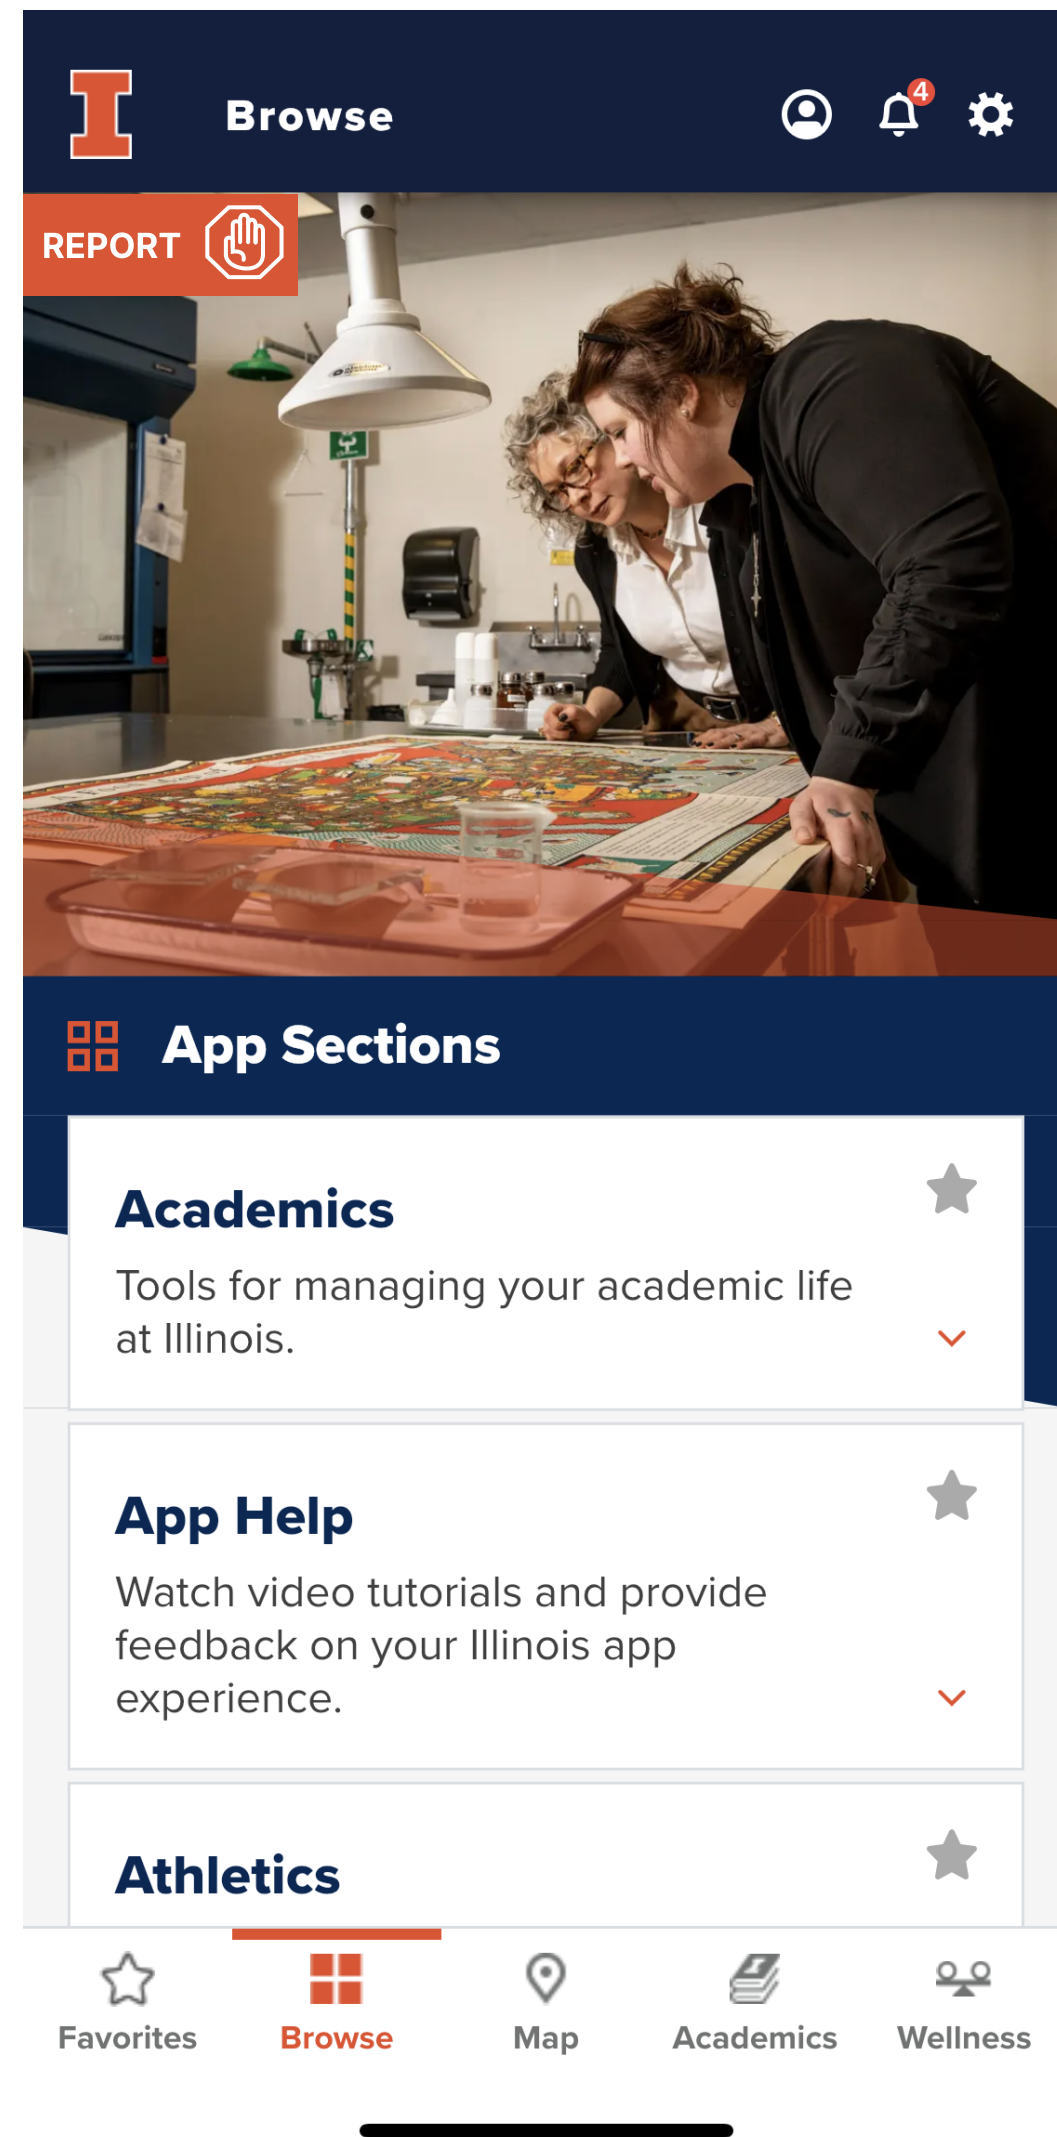 Browse
4
REPORT
App Sections
Academics
Tools for managing your academic life
at Illinois.
App Help
Watch video tutorials and provide
feedback on your Illinois app
experience.
Athletics
Favorites
Browse
Map
Academics
Wellness